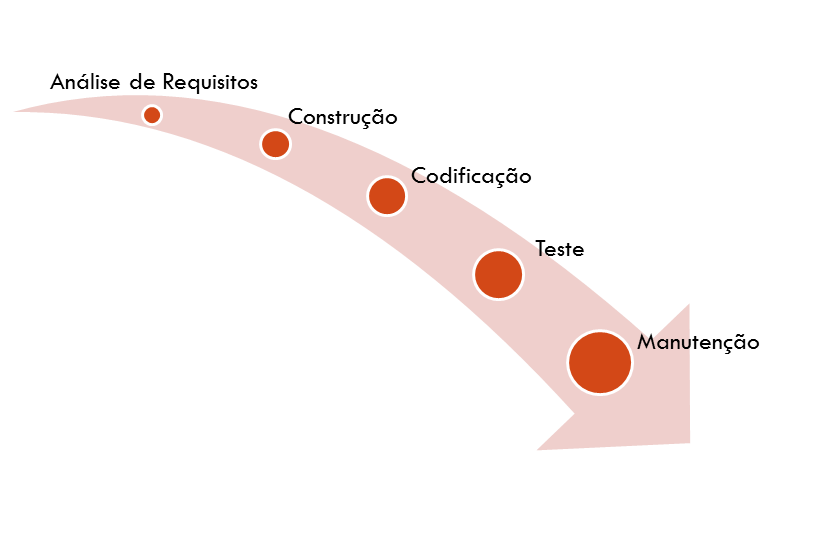 Análise de Requisitos
Construção
Codificação
Teste
Manutenção